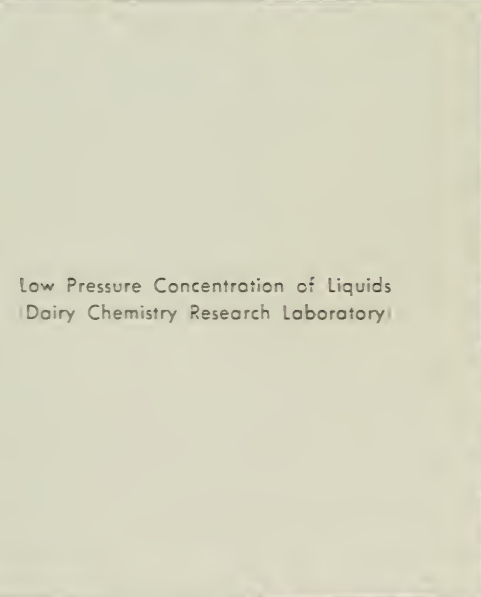 Low Pressure Concentration of Liquids
(Dairy Chemistry Research Laboratory)